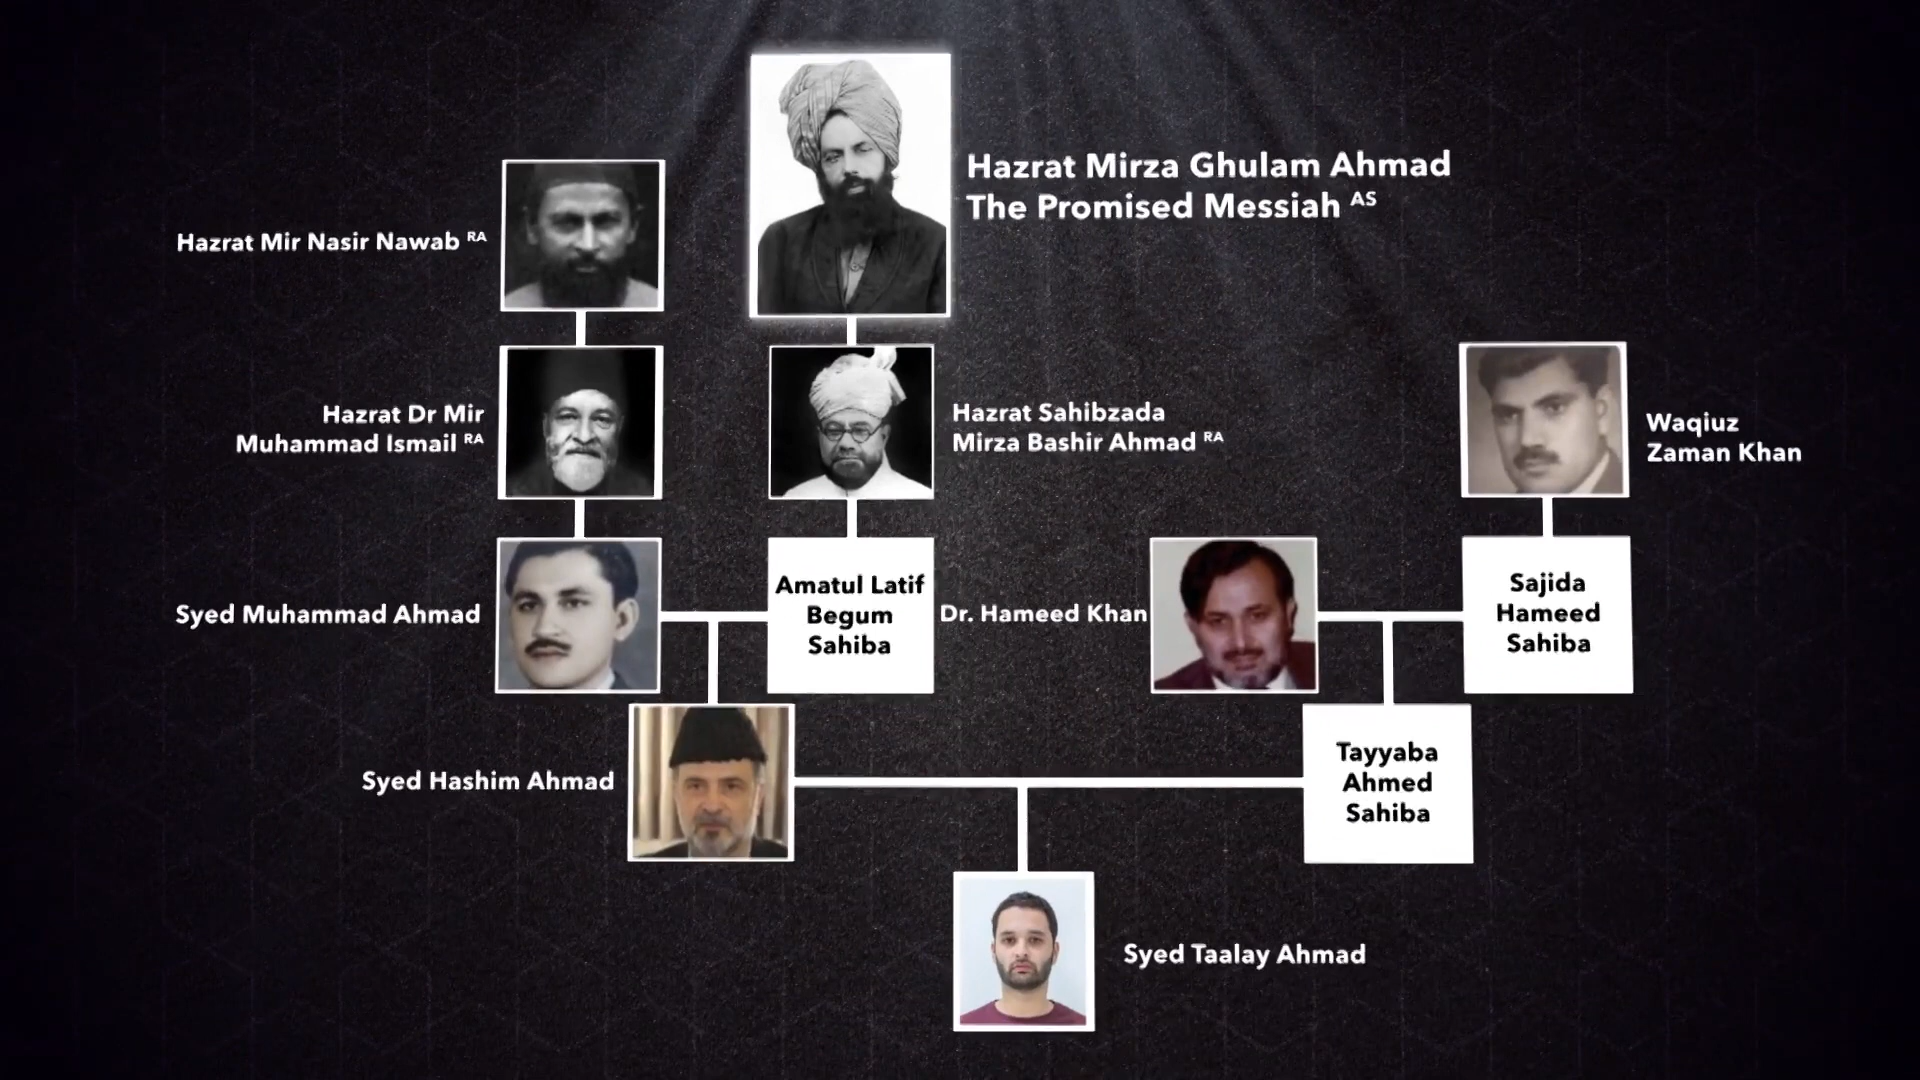 Hazrat Mirza Ghulam Ahmad
The Promised Messiah AS
Hazrat Mir Nasir Nawab RA
Hazrat Dr Mir
Muhammad Ismail RA
Hazrat Sahibzada
Mirza Bashir Ahmad RA
Waqiuz
Zaman Khan
Syed Muhammad Ahmad
Amatul Latif
Begum
Sahiba
Dr. Hameed Khan
Sajida
Hameed
Sahiba
Syed Hashim Ahmad
Tayyaba
Ahmed
Sahiba
Syed Taalay Ahmad